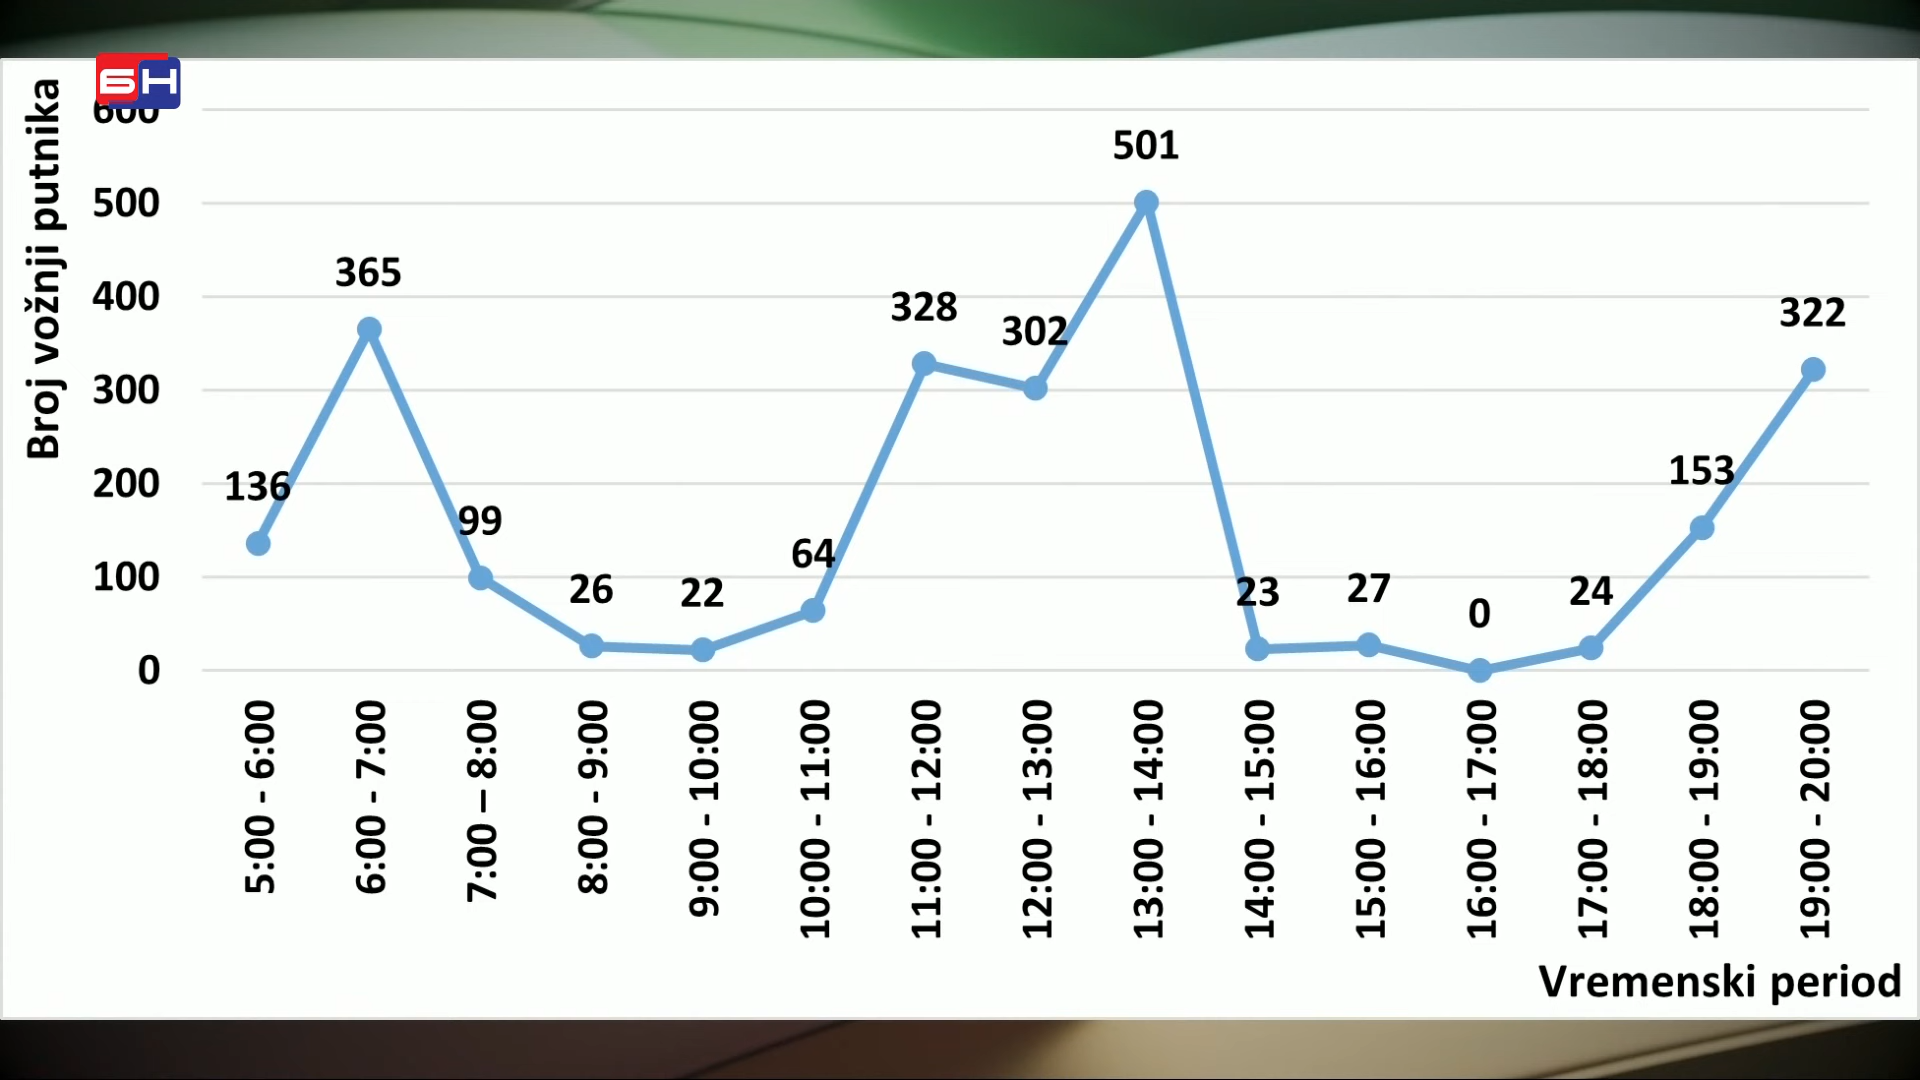 БН
Broj vožnji putnika
600
500
400
300
200
100
0
136
365
99
26
22
64
328
302
501
23
27
0
24
153
322
5:00 - 6:00
6:00 - 7:00
7:00 – 8:00
8:00 - 9:00
9:00 - 10:00
10:00 - 11:00
11:00 - 12:00
12:00 - 13:00
13:00 - 14:00
14:00 - 15:00
15:00 - 16:00
16:00 - 17:00
17:00 - 18:00
18:00 - 19:00
19:00 - 20:00
Vremenski period